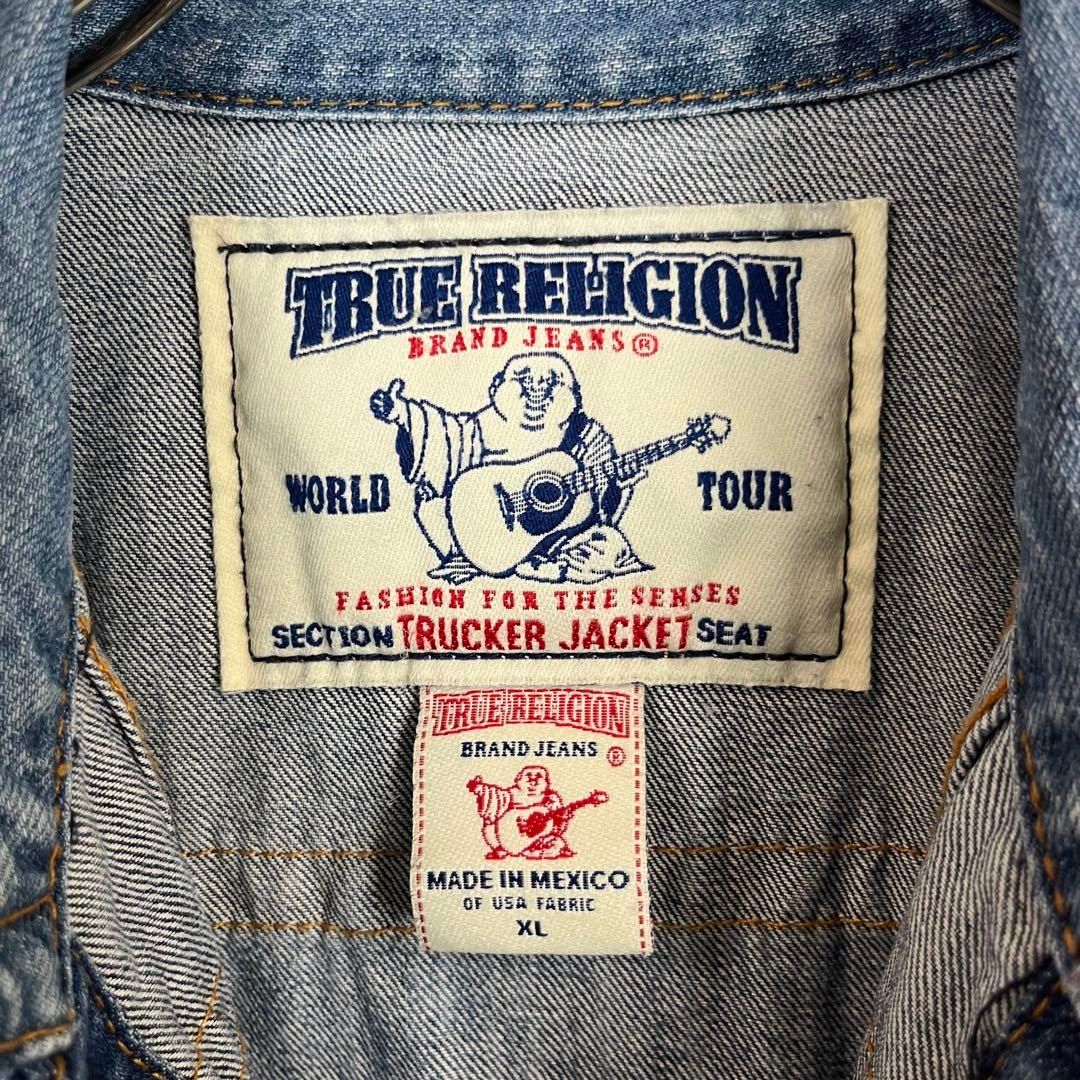 TRUE RELIGION
BRAND JEANS®
WORLD TOUR
FASHION FOR THE SENSES
SECTION TRUCKER JACKET SEAT
TRUE RELIGION
BRAND JEANS ®
MADE IN MEXICO
OF USA FABRIC
XL